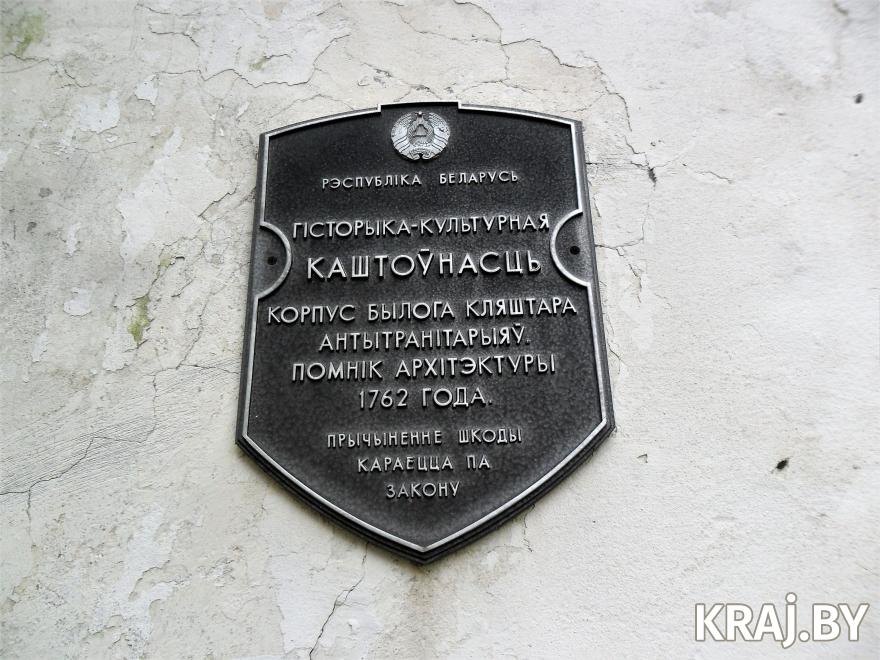 РЭСПУБЛІКА БЕЛАРУСЬ
ГІСТОРЫКА-КУЛЬТУРНАЯ
КАШТОЎНАСЦЬ
КОРПУС БЫЛОГА КЛЯШТАРА
АНТЫТРАНІТАРЫЯЎ.
ПОМНІК АРХІТЭКТУРЫ
1762 ГОДА.
ПРЫЧЫНЕННЕ ШКОДЫ
КАРАЕЦЦА ПА
ЗАКОНУ
KRAJ.BY